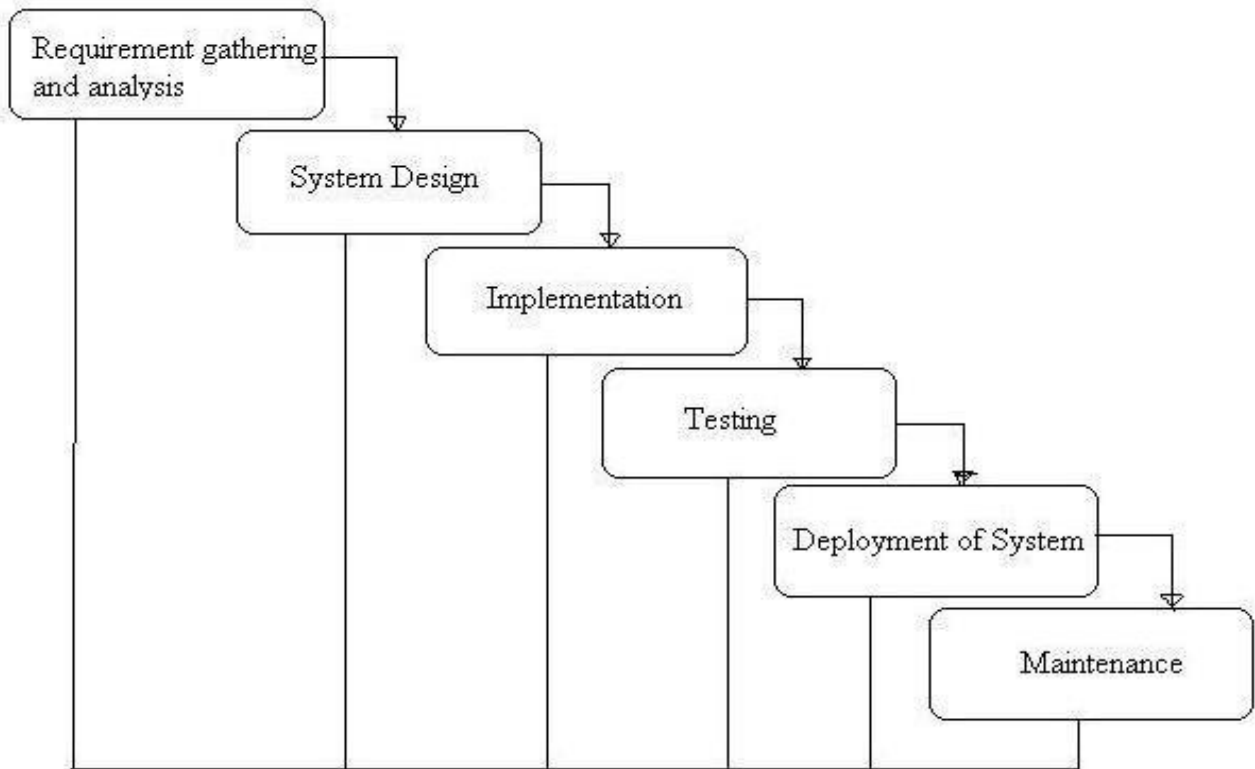 Requirement gathering
and analysis
System Design
Implementation
Testing
Deployment of System
Maintenance